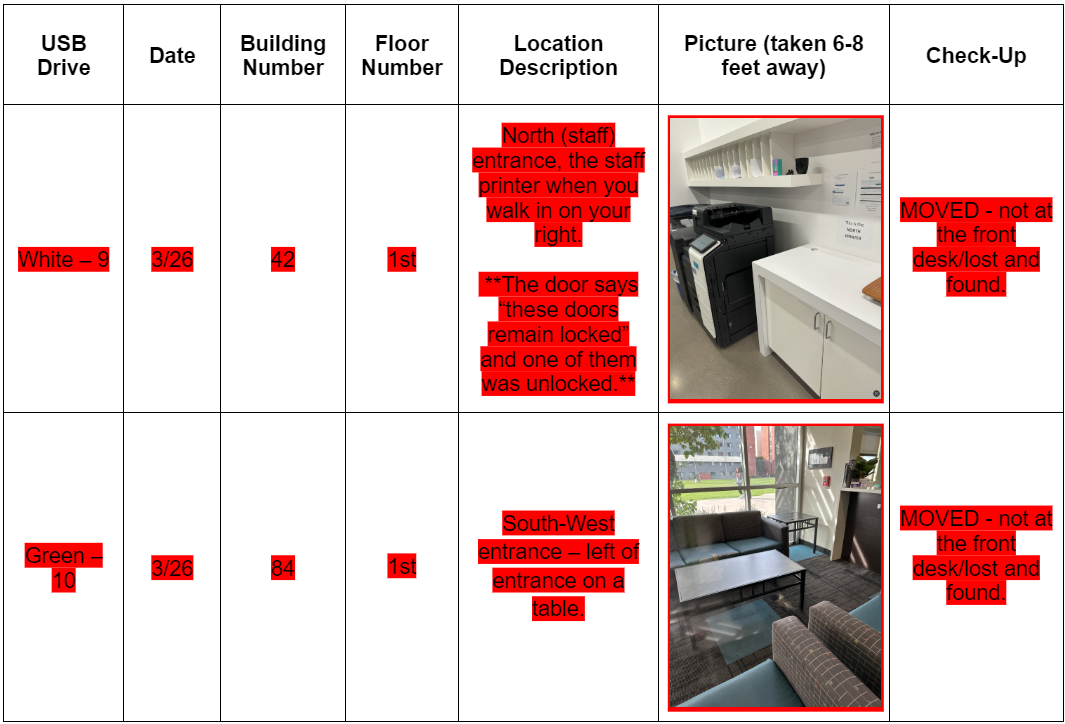 USB
Drive
Date
Building
Number
Floor
Number
Location
Description
Picture (taken 6-8
feet away)
Check-Up
White – 9
3/26
42
1st
North (staff)
entrance, the staff
printer when you
walk in on your
right.
**The door says
“these doors
remain locked”
and one of them
was unlocked.**
This is the
NORTH
PRINTER
MOVED - not at
the front
desk/lost and
found.
Green –
10
3/26
84
1st
South-West
entrance – left of
entrance on a
table.
MOVED - not at
the front
desk/lost and
found.